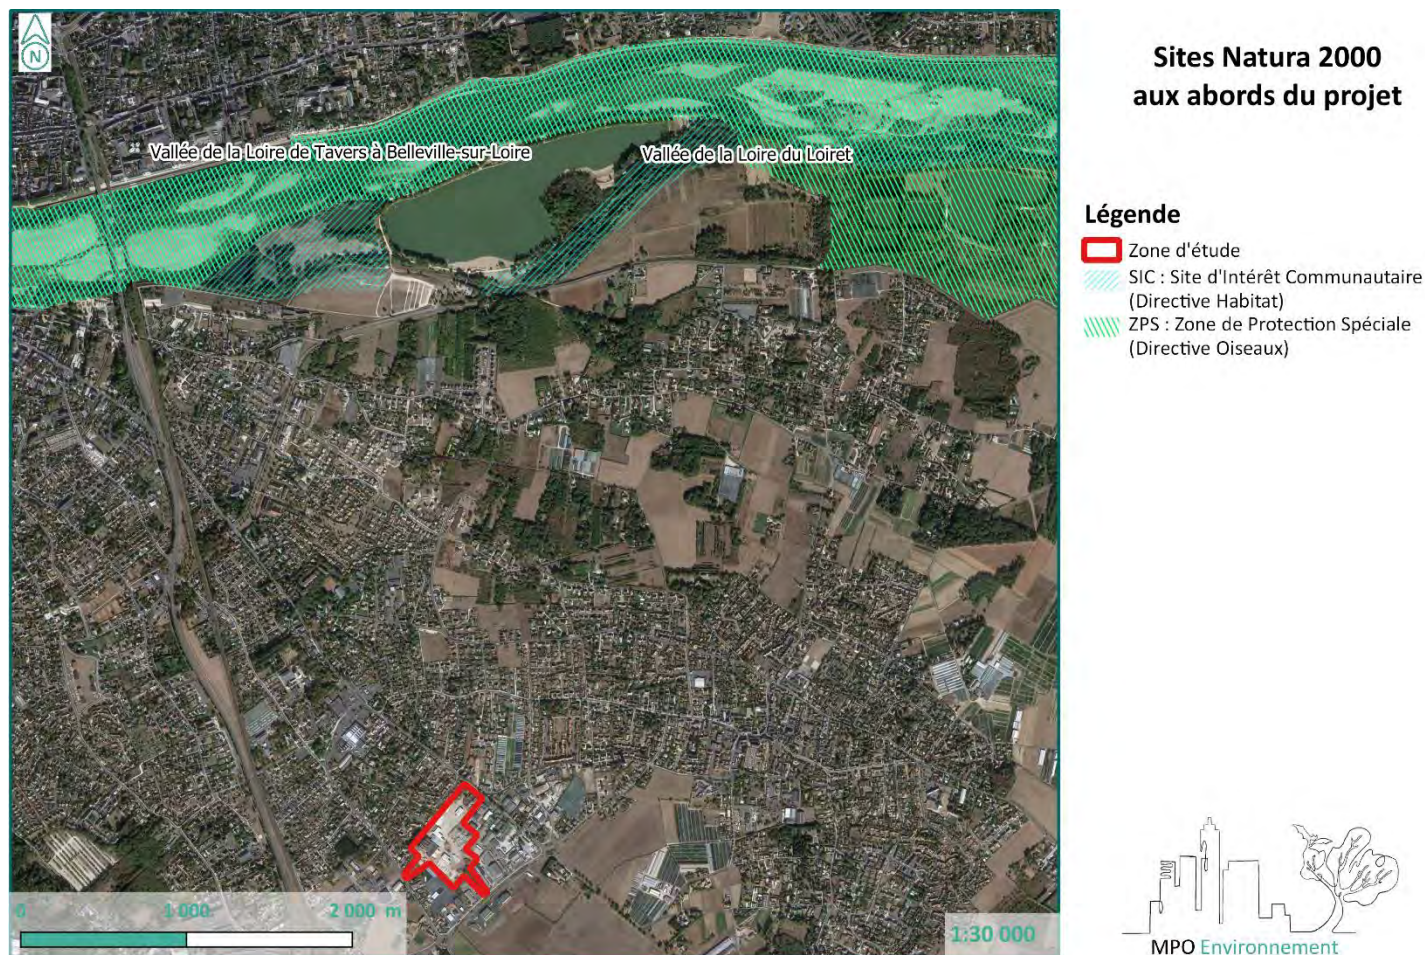 N
Sites Natura 2000
aux abords du projet
Vallée de la Loire de Tavers à Belleville-sur-Loire
Vallée de la Loire du Loiret
Légende
Zone d'étude
SIC : Site d'Intérêt Communautaire
(Directive Habitat)
ZPS : Zone de Protection Spéciale
(Directive Oiseaux)
0 1 000 2 000 m
1:30 000
MPO Environnement